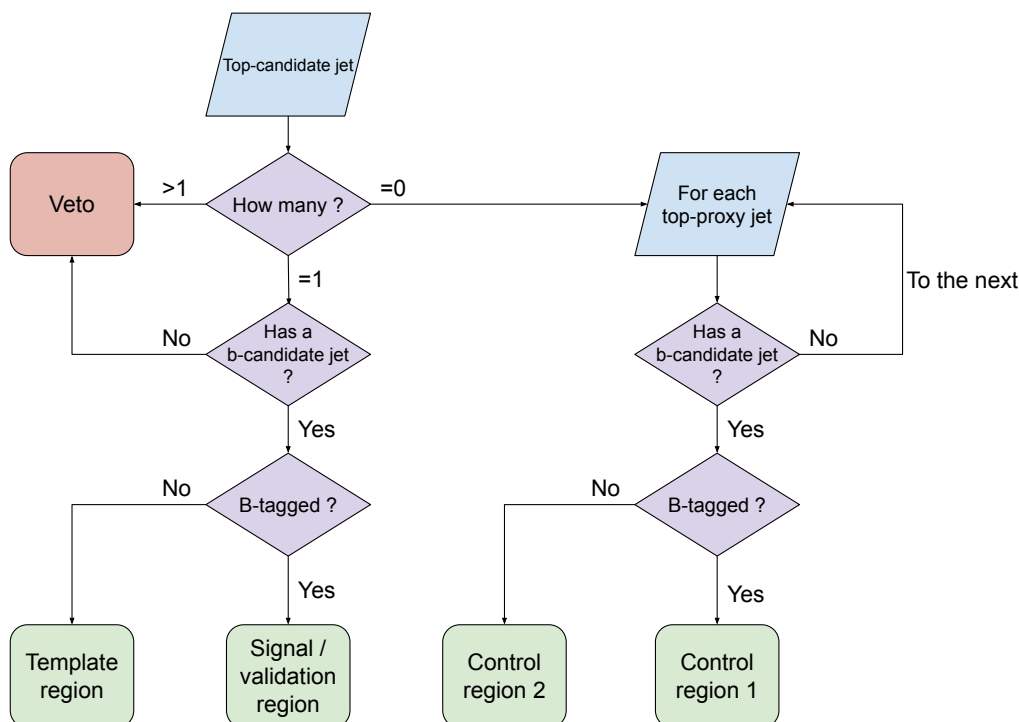 Top-candidate jet
Veto
>1
How many ?
=0
For each
top-proxy jet
=1
To the next
No
Has a
b-candidate jet
?
Has a
b-candidate jet
?
No
Yes
Yes
No
B-tagged ?
No
B-tagged ?
Yes
Yes
Template
region
Signal /
validation
region
Control
region 2
Control
region 1